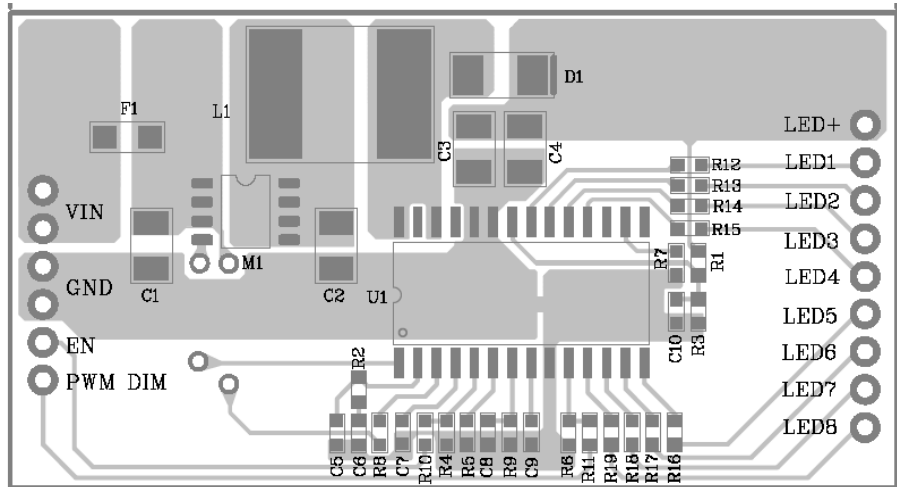 D1
F1
L1
LED+
C3
C4
LED1
R12
R13
LED2
R14
VIN
R15
LED3
M1
R7
R1
LED4
GND
C1
C2
U1
LED5
C10
R3
EN
LED6
R2
PWM DIM
LED7
LED8
C5
C6
R8
C7
R10
R4
R5
C8
R9
C9
R6
R11
R19
R18
R17
R16